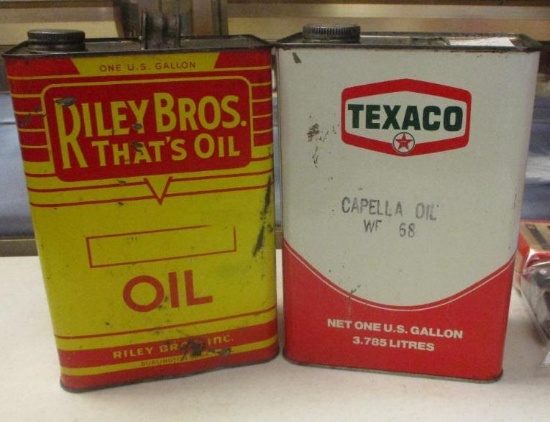 ONE U.S. GALLON
RILEY BROS.
THAT'S OIL
OIL
RILEY BROS. INC.
TEXACO
CAPELLA OIL
WF 68
NET ONE U.S. GALLON
3.785 LITRES